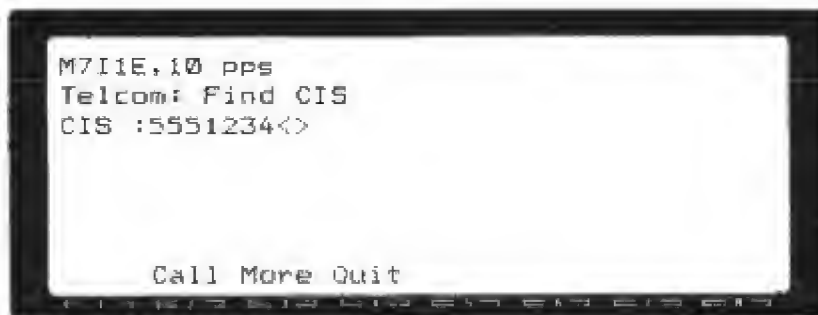 M7I1E,10 pps
Telcom: Find CIS
CIS :5551234<>
Call More Quit